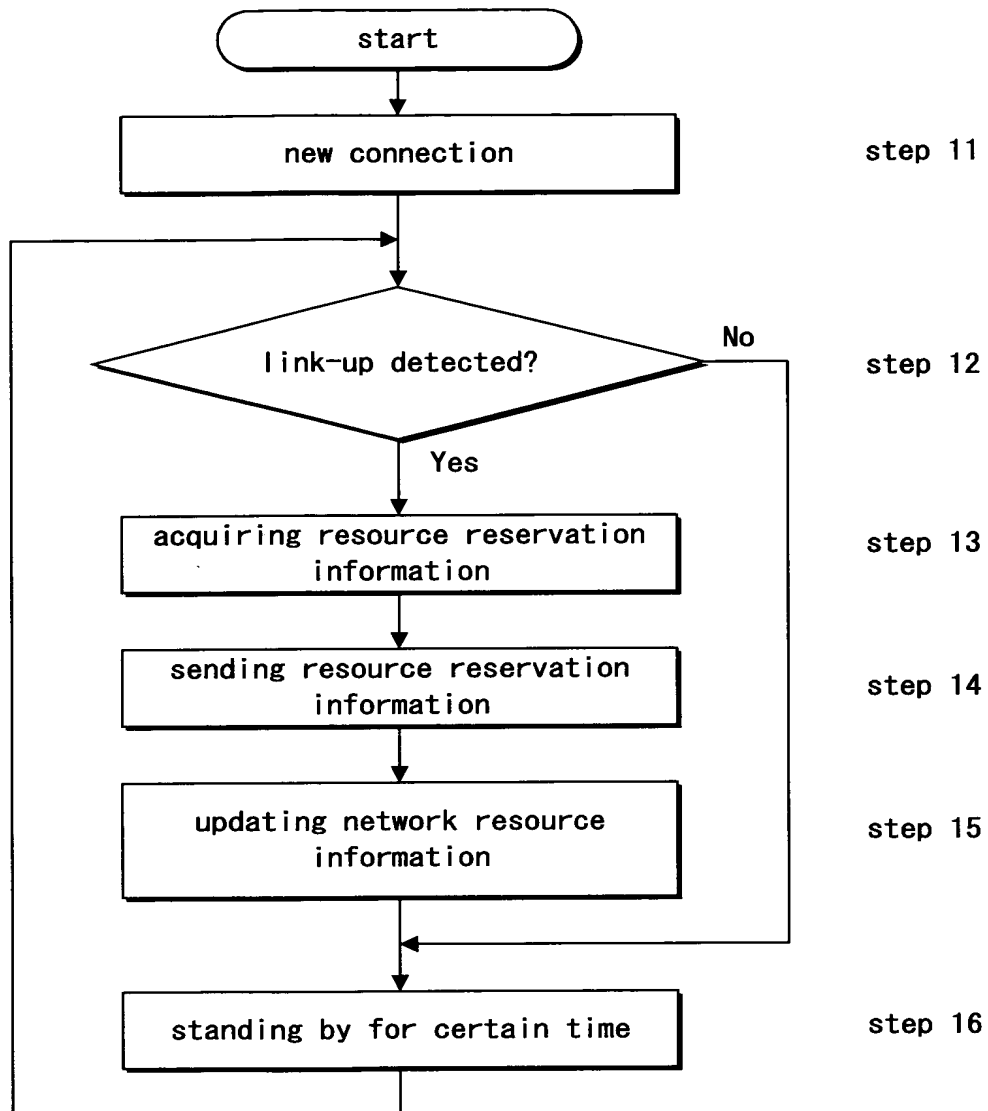 start
new connection
step 11
link-up detected?
No
step 12
Yes
acquiring resource reservation
information
step 13
sending resource reservation
information
step 14
updating network resource
information
step 15
standing by for certain time
step 16